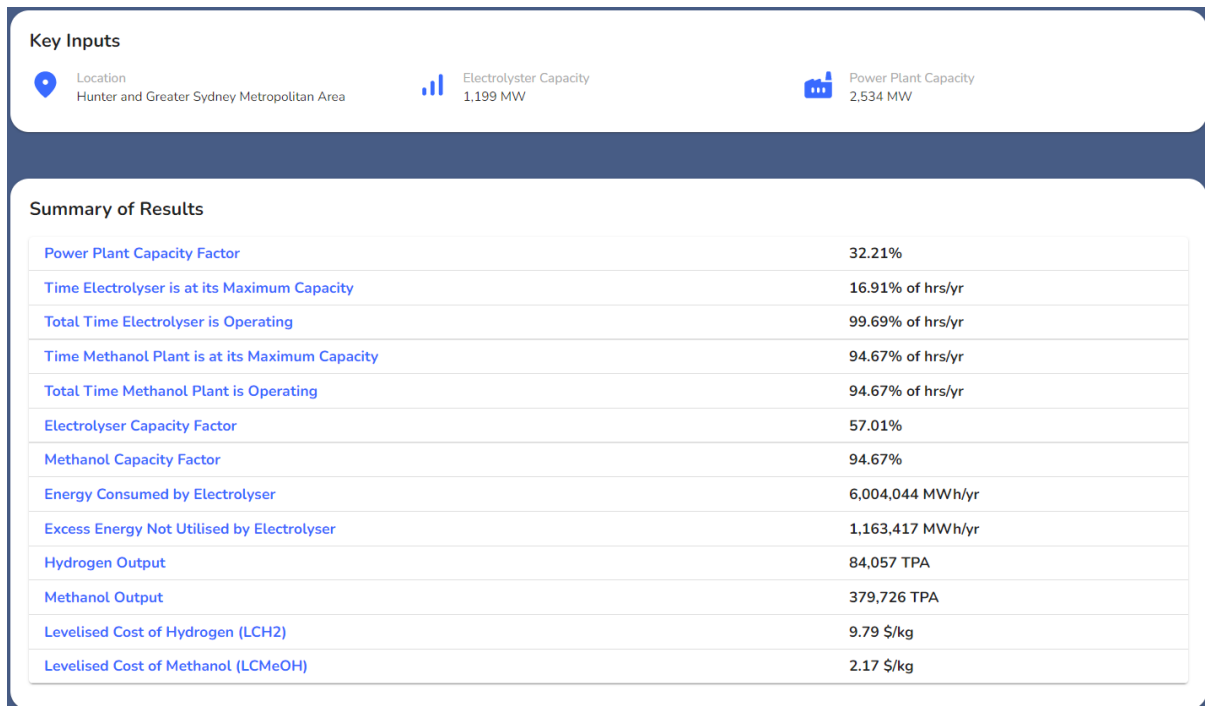 Key Inputs
Location
Hunter and Greater Sydney Metropolitan Area
Electrolyster Capacity
1,199 MW
Power Plant Capacity
2,534 MW
Summary of Results
Power Plant Capacity Factor 32.21%
Time Electrolyser is at its Maximum Capacity 16.91% of hrs/yr
Total Time Electrolyser is Operating 99.69% of hrs/yr
Time Methanol Plant is at its Maximum Capacity 94.67% of hrs/yr
Total Time Methanol Plant is Operating 94.67% of hrs/yr
Electrolyser Capacity Factor 57.01%
Methanol Capacity Factor 94.67%
Energy Consumed by Electrolyser 6,004,044 MWh/yr
Excess Energy Not Utilised by Electrolyser 1,163,417 MWh/yr
Hydrogen Output 84,057 TPA
Methanol Output 379,726 TPA
Levelised Cost of Hydrogen (LCH2) 9.79 $/kg
Levelised Cost of Methanol (LCMeOH) 2.17 $/kg